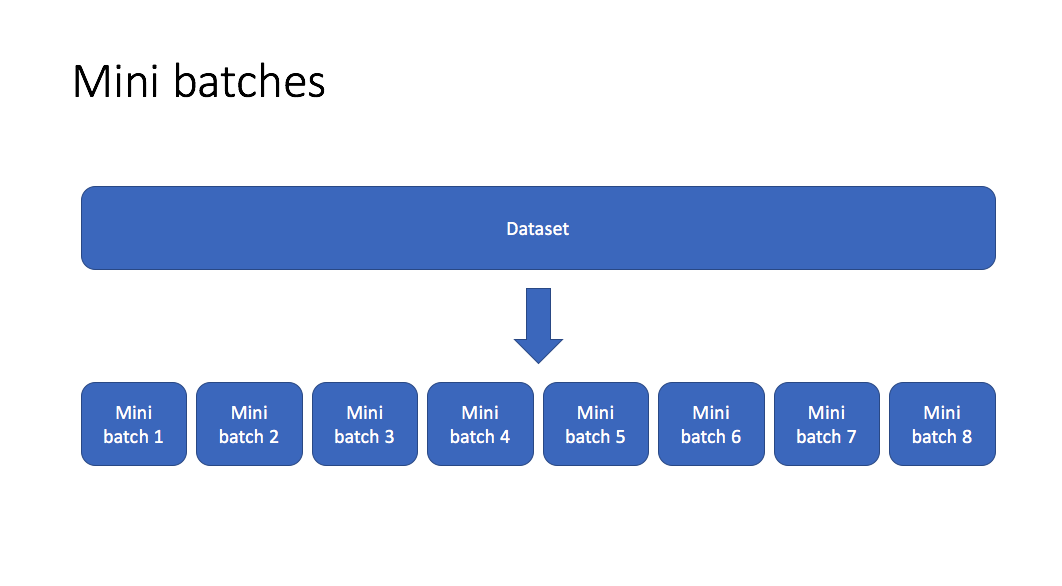 Mini batches
Dataset
Mini
batch 1
Mini
batch 2
Mini
batch 3
Mini
batch 4
Mini
batch 5
Mini
batch 6
Mini
batch 7
Mini
batch 8